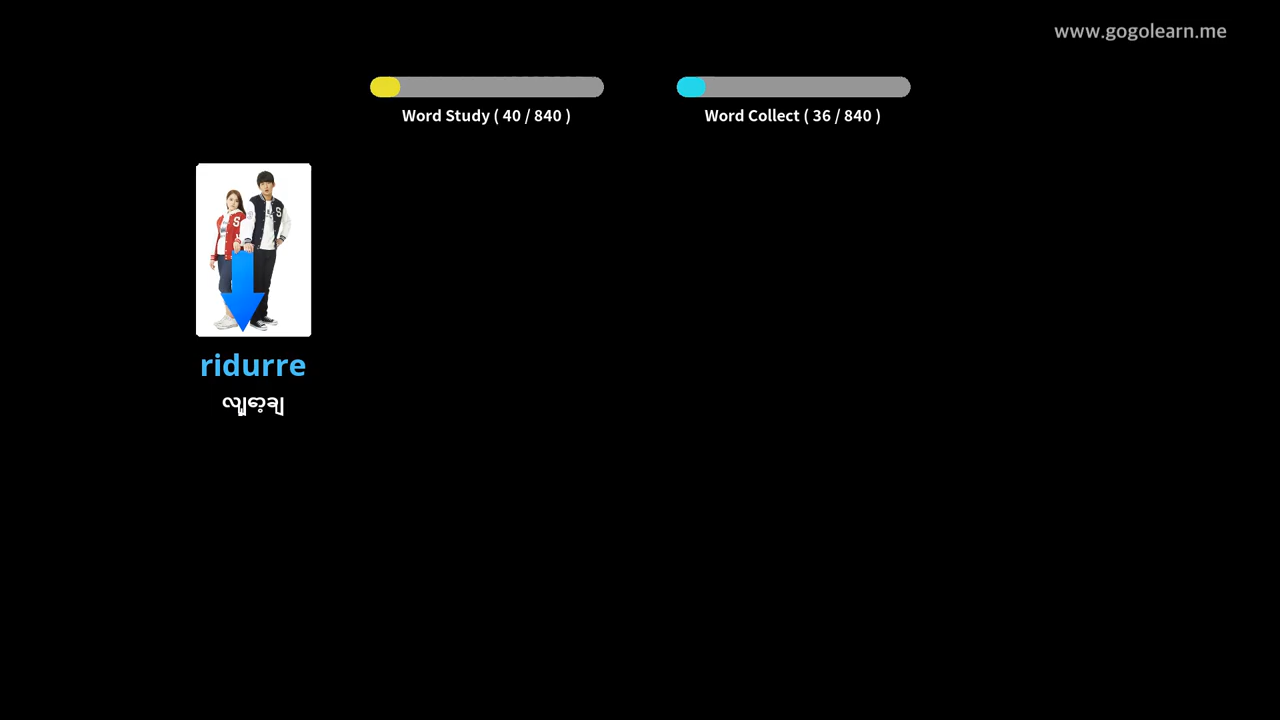 www.gogolearn.me
Word Study ( 40 / 840 )
Word Collect ( 36 / 840 )
S
S
ridurre
လျှော့ချ